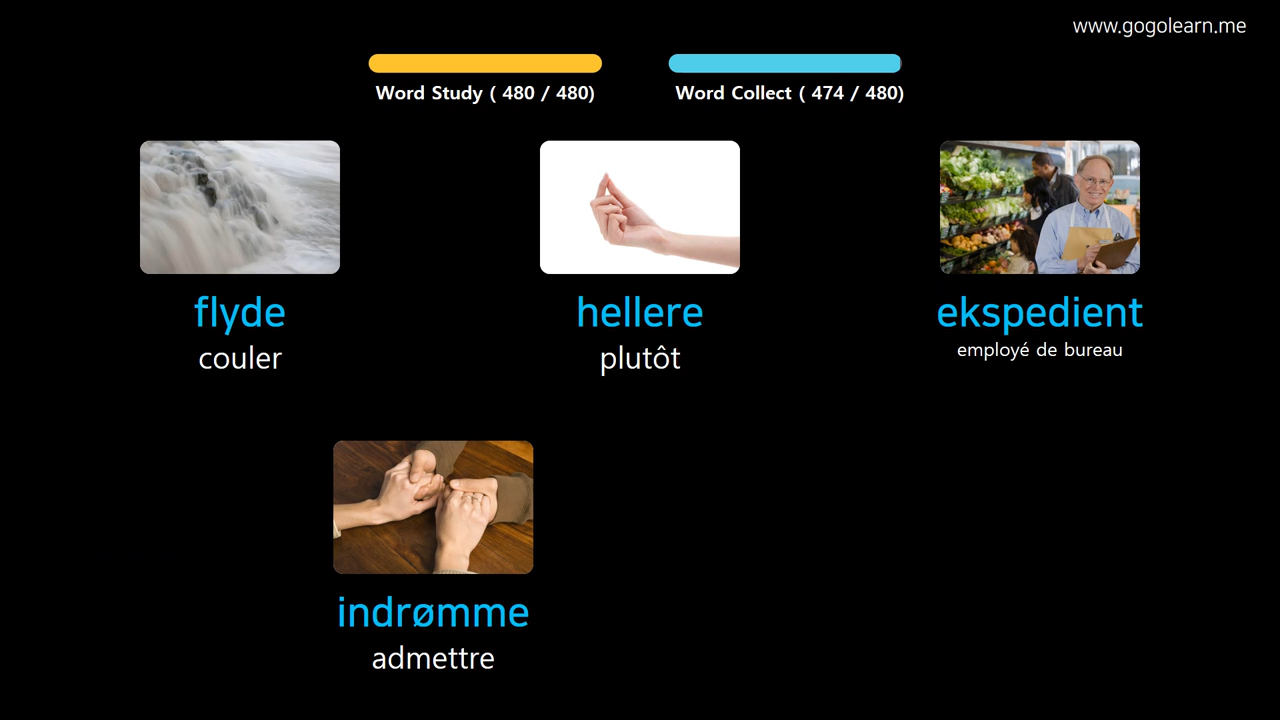 www.gogolearn.me
Word Study ( 480 / 480)
Word Collect ( 474 / 480)
flyde
couler
hellere
plutôt
ekspedient
employé de bureau
indrømme
admettre